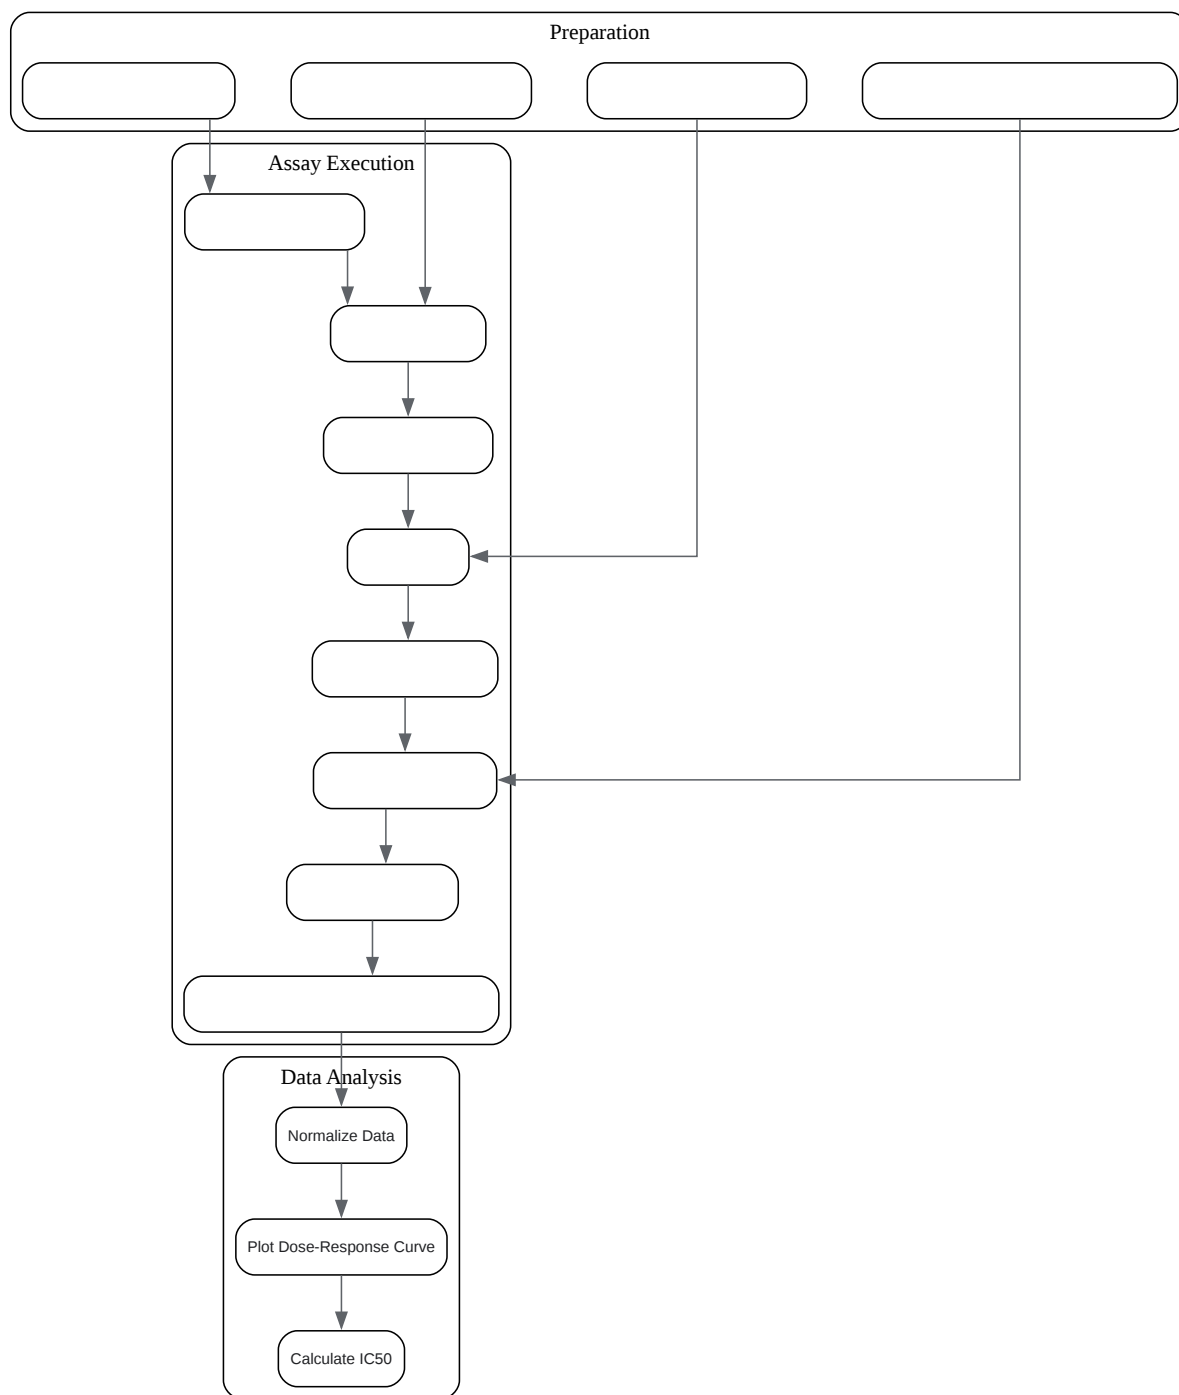 Preparation
Assay Execution
Data Analysis
Normalize Data
Plot Dose-Response Curve
Calculate IC50